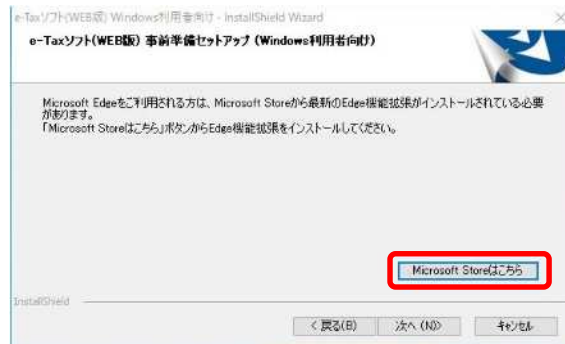 e-Taxソフト(WEB版) Windows利用者向け - InstallShield Wizard
e-Taxソフト(WEB版) 事前準備セットアップ (Windows利用者向け)
Microsoft Edgeをご利用される方は、Microsoft Storeから最新のEdge機能拡張がインストールされている必要
があります。
「Microsoft Storeはこちら」ボタンからEdge機能拡張をインストールしてください。
Microsoft Storeはこちら
InstallShield
< 戻る(B)
次へ (N)>
キャンセル